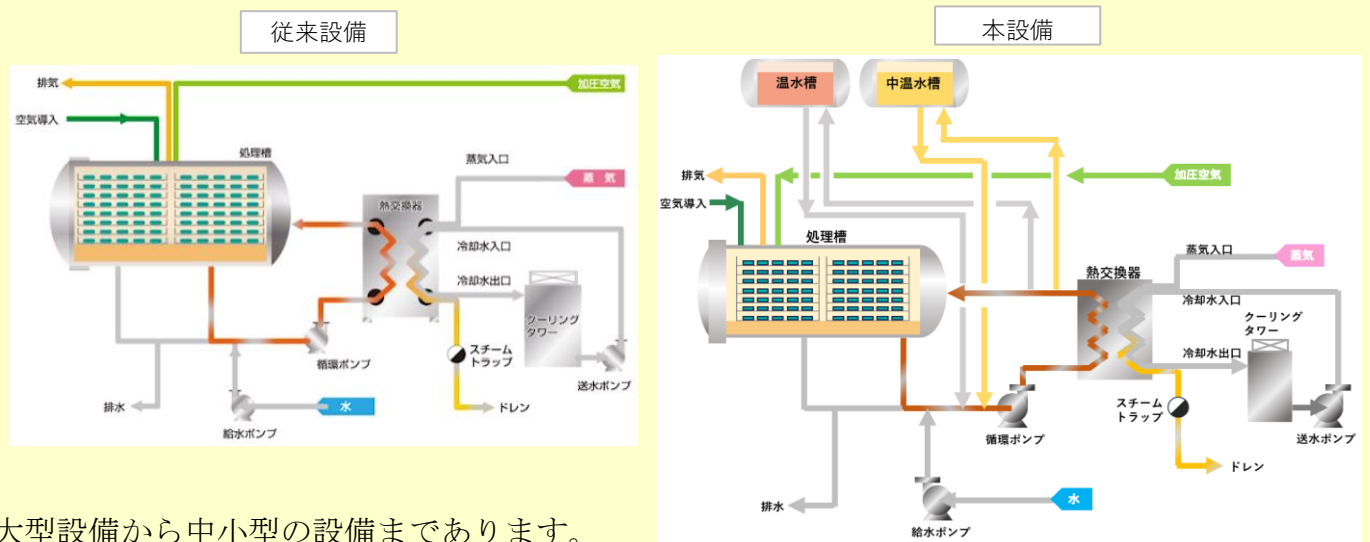 従来設備
排気
加圧空気
空気導入
処理槽
蒸気入口
蒸 気
熱交換器
冷却水入口
冷却水出口
クーリング
タワー
循環ポンプ
スチーム
トラップ
送水ポンプ
排水
水
ドレン
給水ポンプ
大型設備から中小型の設備まであります。
本設備
温水槽
中温水槽
排気
加圧空気
空気導入
処理槽
蒸気入口
蒸気
熱交換器
冷却水入口
クーリング
タワー
冷却水出口
スチーム
トラップ
循環ポンプ
送水ポンプ
ドレン
排水
水
給水ポンプ